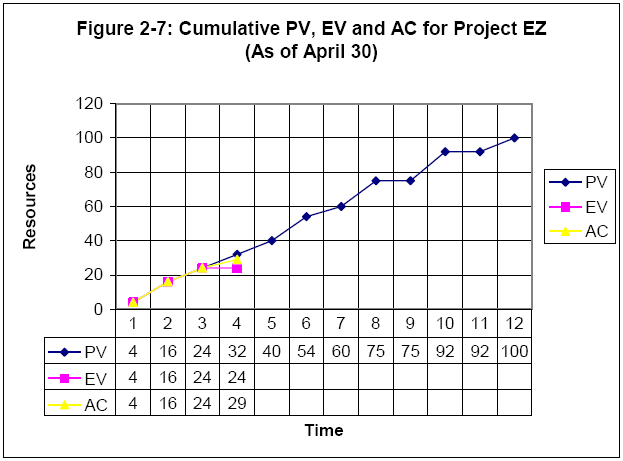 Figure 2-7: Cumulative PV, EV and AC for Project EZ
(As of April 30)
120
100
80
60
40
20
0
Resources
PV
EV
AC
1 2 3 4 5 6 7 8 9 10 11 12
PV 4 16 24 32 40 54 60 75 75 92 92 100
EV 4 16 24 24
AC 4 16 24 29
Time